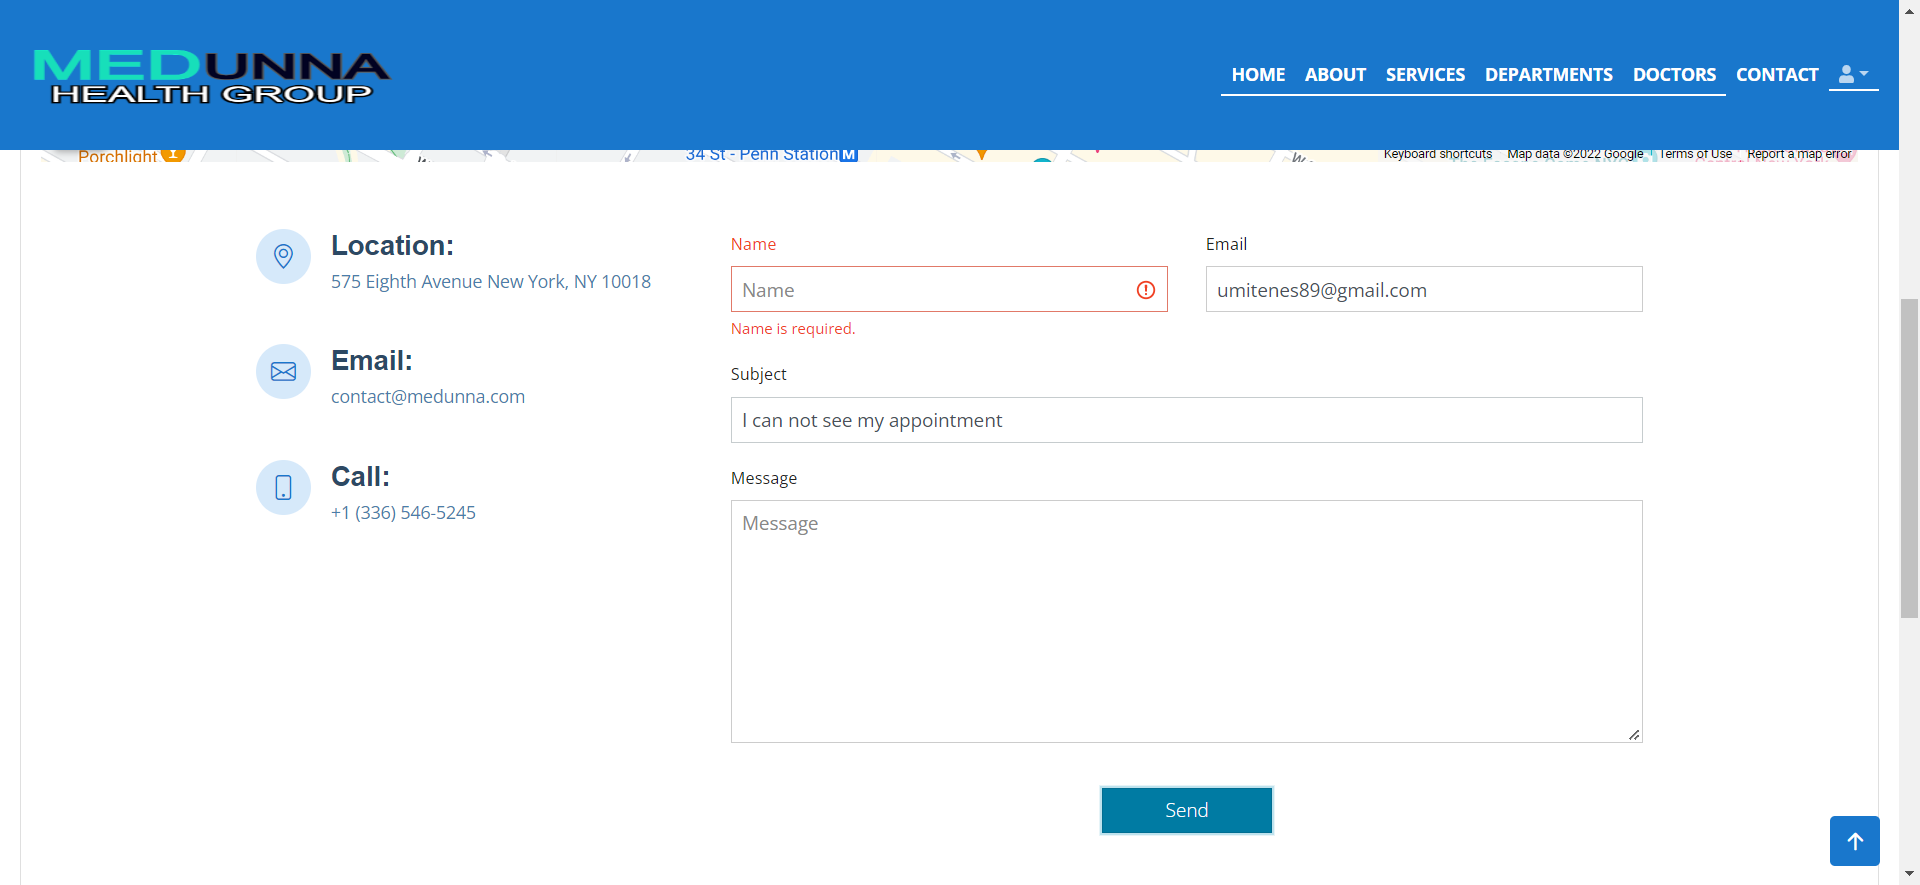 MEDUNNA
HEALTH GROUP
HOME ABOUT SERVICES DEPARTMENTS DOCTORS CONTACT
Porchlight
34 St - Penn Station M
Keyboard shortcuts Map data ©2022 Google Terms of Use Report a map error
Location:
575 Eighth Avenue New York, NY 10018
Email:
contact@medunna.com
Call:
+1 (336) 546-5245
Name
Name
Name is required.
Email
umitenes89@gmail.com
Subject
I can not see my appointment
Message
Message
Send